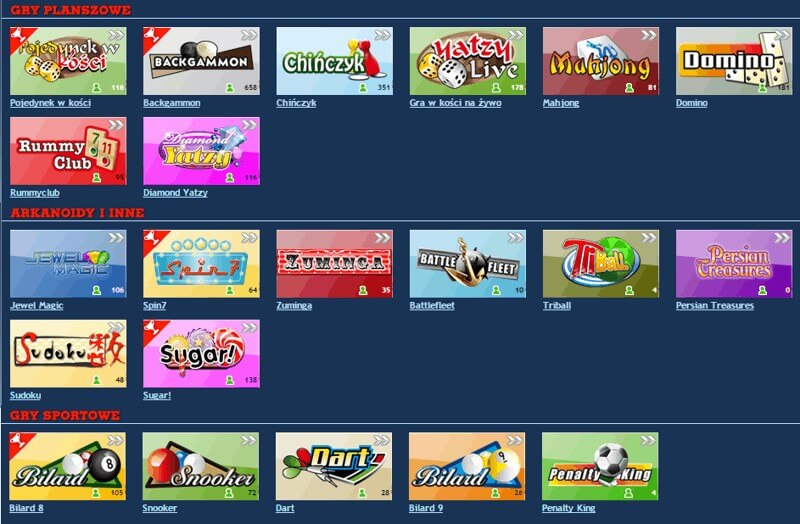 GRY PLANSZOWE
Pojedynek w kości
118
BACKGAMMON
658
Chińczyk
351
Yatzy Live
178
Mahjong
81
Domino
181
Pojedynek w kości
Backgammon
Chińczyk
Gra w kości na żywo
Mahjong
Domino
Rummy Club
7 11
95
Diamond Yatzy
Rummyclub
Diamond Yatzy
ARKANOIDY I INNE
JEWEL MAGIC
106
Spin7
64
ZUMINGA
35
BATTLE FLEET
10
TriBall
4
Persian Treasures
0
Jewel Magic
Spin7
Zuminga
Battlefleet
Triball
Persian Treasures
Sudoku 数
48
Sugar!
138
Sudoku
Sugar!
GRY SPORTOWE
Bilard
8
105
Snooker
72
Dart
28
Bilard
9
26
Penalty King
4
Bilard 8
Snooker
Dart
Bilard 9
Penalty King